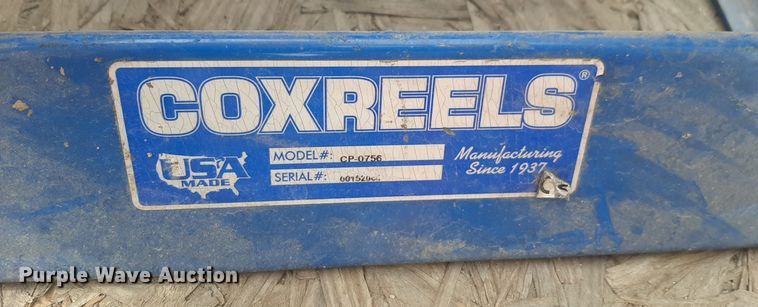 COXREELS®
USA
MADE
MODEL#: CP-0756
SERIAL#:
Manufacturing
Since 1937
Purple Wave Auction